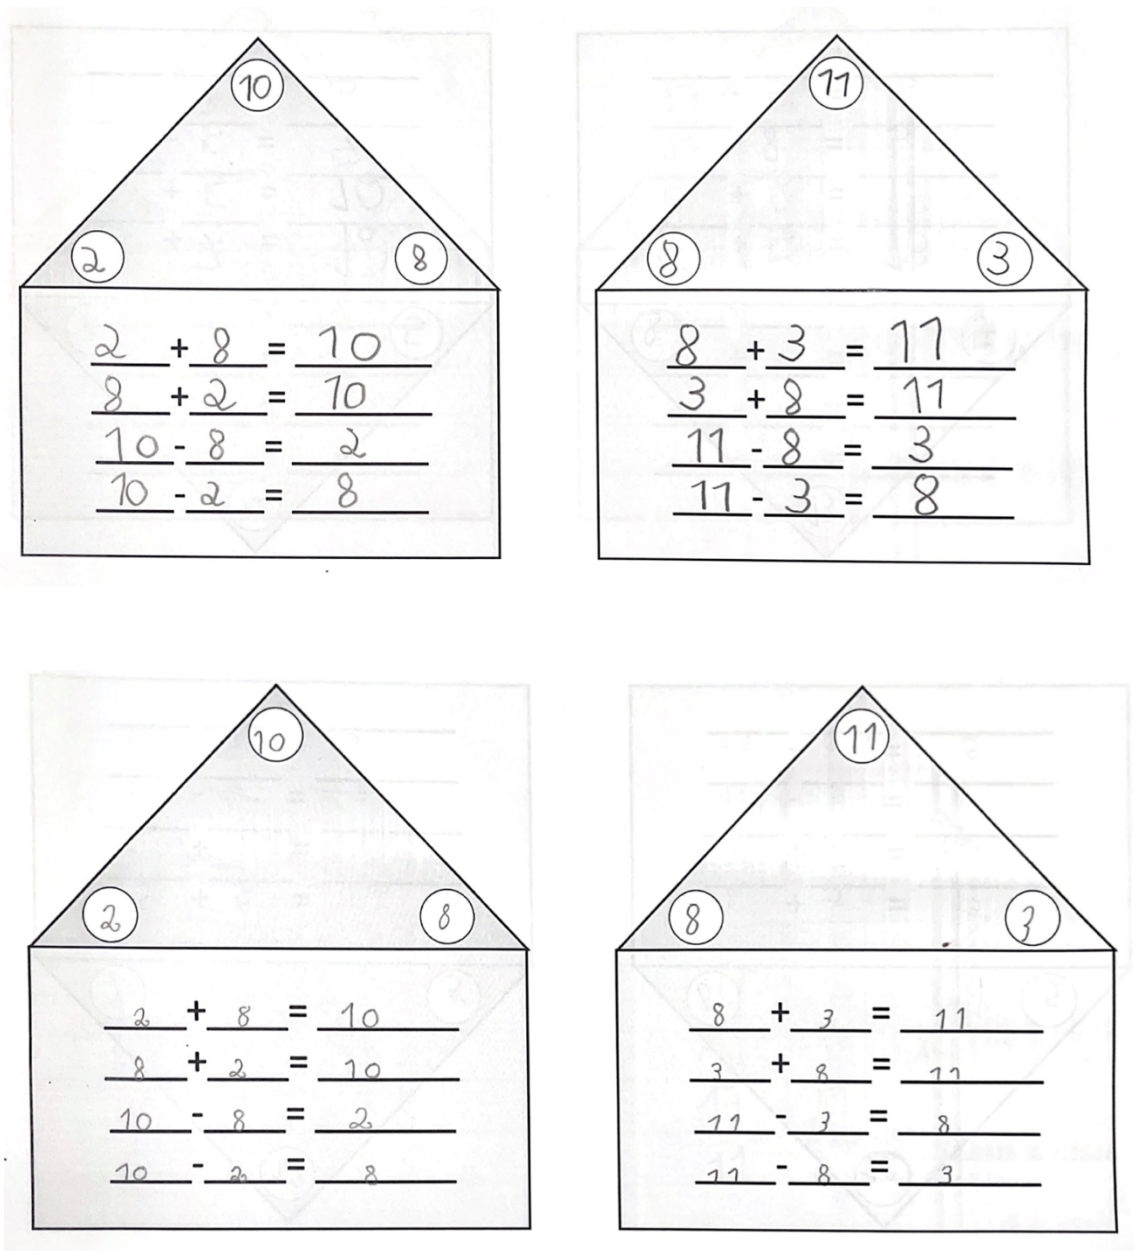 10
2 8
2 + 8 = 10
8 + 2 = 10
10 - 8 = 2
10 - 2 = 8
11
8 3
8 + 3 = 11
3 + 8 = 11
11 - 8 = 3
11 - 3 = 8
10
2 8
2 + 8 = 10
8 + 2 = 10
10 - 8 = 2
10 - 2 = 8
11
8 3
8 + 3 = 11
3 + 8 = 11
11 - 3 = 8
11 - 8 = 3